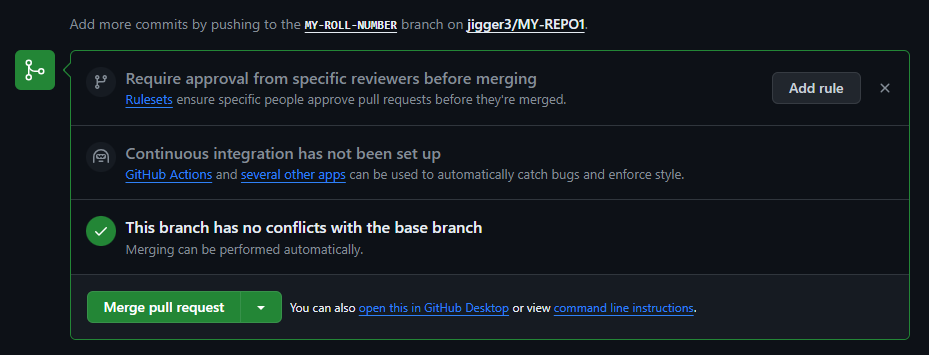 Add more commits by pushing to the MY-ROLL-NUMBER branch on jigger3/MY-REPO1.
Require approval from specific reviewers before merging
Rulesets ensure specific people approve pull requests before they're merged.
Add rule
Continuous integration has not been set up
GitHub Actions and several other apps can be used to automatically catch bugs and enforce style.
This branch has no conflicts with the base branch
Merging can be performed automatically.
Merge pull request
You can also open this in GitHub Desktop or view command line instructions.